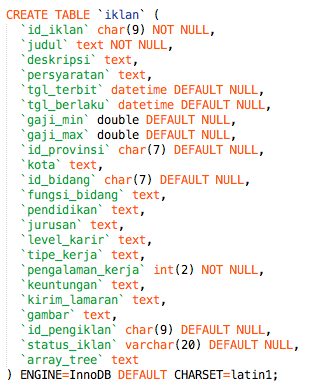 CREATE TABLE `iklan` (
`id_iklan` char(9) NOT NULL,
`judul` text NOT NULL,
`deskripsi` text,
`persyaratan` text,
`tgl_terbit` datetime DEFAULT NULL,
`tgl_berlaku` datetime DEFAULT NULL,
`gaji_min` double DEFAULT NULL,
`gaji_max` double DEFAULT NULL,
`id_provinsi` char(7) DEFAULT NULL,
`kota` text,
`id_bidang` char(7) DEFAULT NULL,
`fungsi_bidang` text,
`pendidikan` text,
`jurusan` text,
`level_karir` text,
`tipe_kerja` text,
`pengalaman_kerja` int(2) NOT NULL,
`keuntungan` text,
`kirim_lamaran` text,
`gambar` text,
`id_pengiklan` char(9) DEFAULT NULL,
`status_iklan` varchar(20) DEFAULT NULL,
`array_tree` text
) ENGINE=InnoDB DEFAULT CHARSET=latin1;